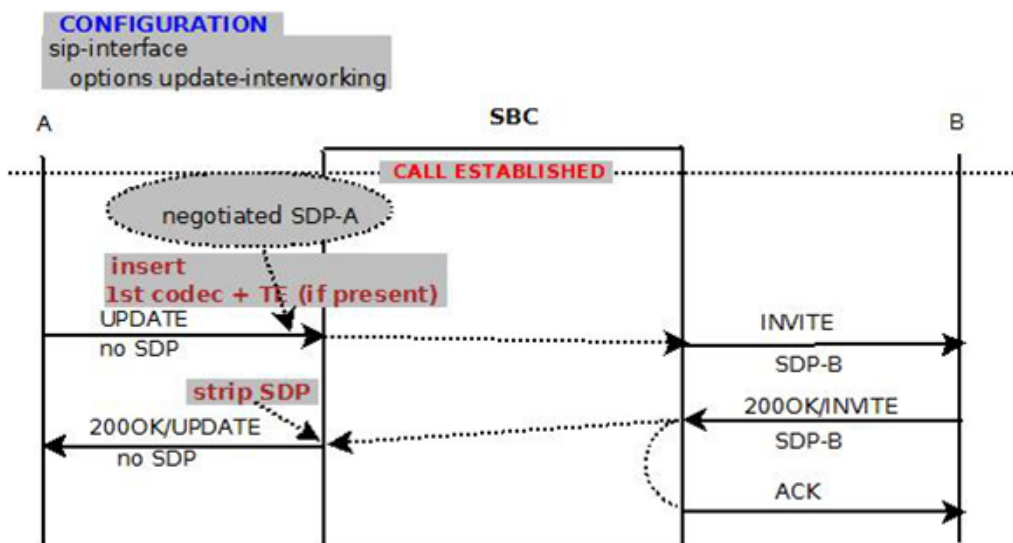 CONFIGURATION
sip-interface
options update-interworking
SBC
A
B
CALL ESTABLISHED
negotiated SDP-A
insert
1st codec + TE (if present)
UPDATE
no SDP
INVITE
SDP-B
strip SDP
200OK/UPDATE
no SDP
200OK/INVITE
SDP-B
ACK